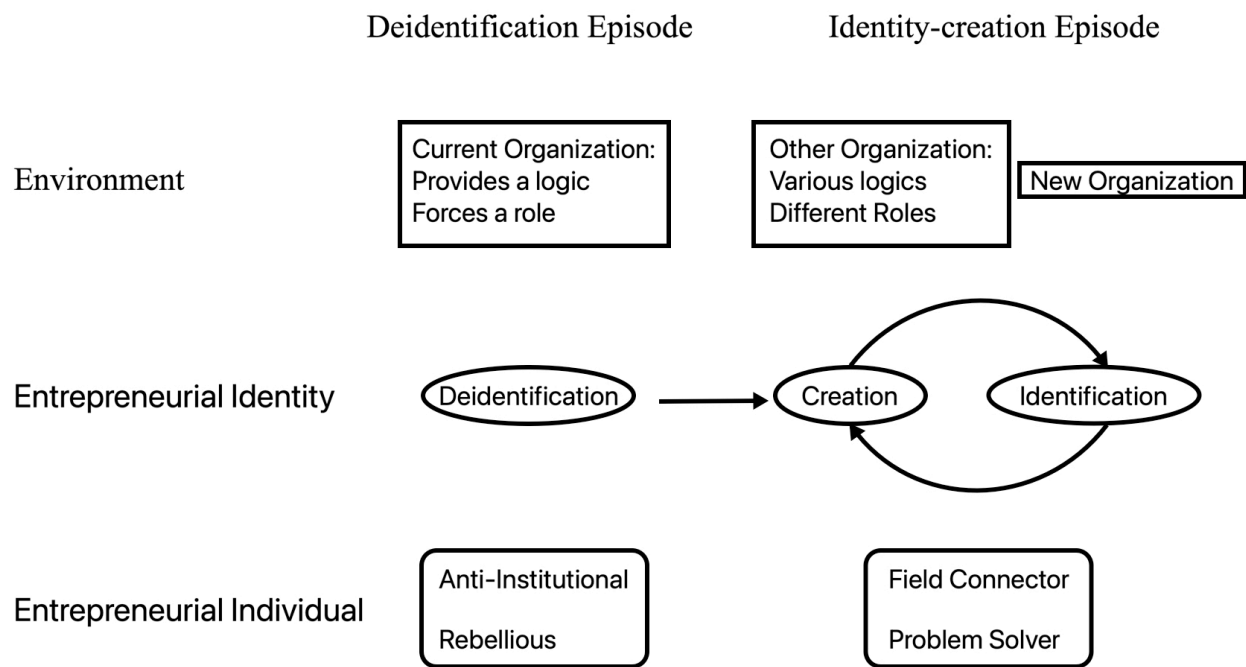 Deidentification Episode
Identity-creation Episode
Environment
Current Organization:
Provides a logic
Forces a role
Other Organization:
Various logics
Different Roles
New Organization
Entrepreneurial Identity
Deidentification
Creation
Identification
Entrepreneurial Individual
Anti-Institutional
Rebellious
Field Connector
Problem Solver